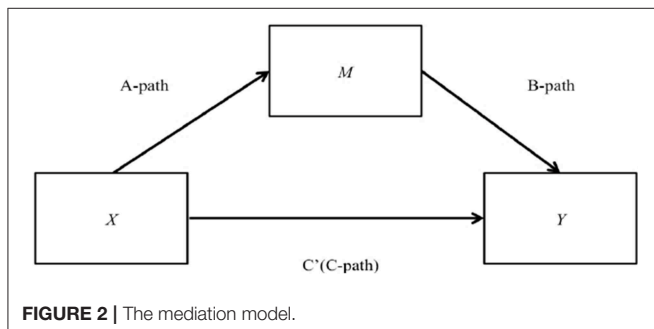 M
A-path
B-path
X
Y
C'(C-path)
FIGURE 2 | The mediation model.